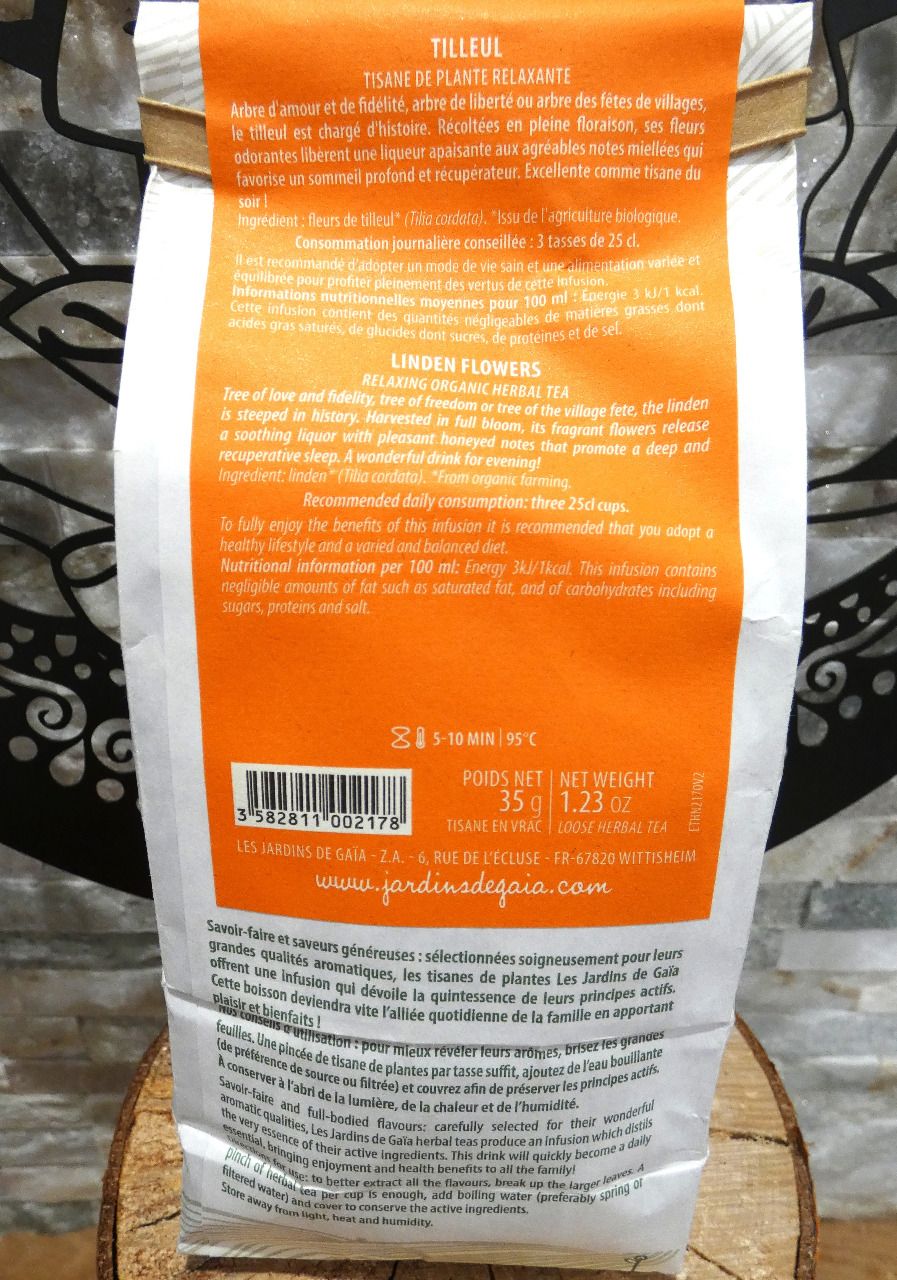 TILLEUL
TISANE DE PLANTE RELAXANTE
Arbre d'amour et de fidélité, arbre de liberté ou arbre des fêtes de villages,
le tilleul est chargé d'histoire. Récoltées en pleine floraison, ses fleurs
odorantes libèrent une liqueur apaisante aux agréables notes miellées qui
favorise un sommeil profond et récupérateur. Excellente comme tisane du
soir !
Ingrédient : fleurs de tilleul* (Tilia cordata). *Issu de l'agriculture biologique.
Consommation journalière conseillée : 3 tasses de 25 cl.
Il est recommandé d'adopter un mode de vie sain et une alimentation variée et
équilibrée pour profiter pleinement des vertus de cette infusion.
Informations nutritionnelles moyennes pour 100 ml : Energie 3 kJ/1 kcal.
Cette infusion contient des quantités négligeables de matières grasses dont
acides gras saturés, de glucides dont sucres, de protéines et de sel.
LINDEN FLOWERS
RELAXING ORGANIC HERBAL TEA
Tree of love and fidelity, tree of freedom or tree of the village fete, the linden
is steeped in history. Harvested in full bloom, its fragrant flowers release
a soothing liquor with pleasant honeyed notes that promote a deep and
recuperative sleep. A wonderful drink for evening!
Ingredient: linden* (Tilia cordata). *From organic farming.
Recommended daily consumption: three 25cl cups.
To fully enjoy the benefits of this infusion it is recommended that you adopt a
healthy lifestyle and a varied and balanced diet.
Nutritional information per 100 ml: Energy 3kJ/1kcal. This infusion contains
negligible amounts of fat such as saturated fat, and of carbohydrates including
sugars, proteins and salt.
5-10 MIN | 95°C
POIDS NET | NET WEIGHT
35 g | 1.23 OZ
TISANE EN VRAC | LOOSE HERBAL TEA
ETHN2170V2
3 582811 002178
LES JARDINS DE GAÏA - Z.A. - 6, RUE DE L'ÉCLUSE - FR-67820 WITTISHEIM
www.jardinsdegaia.com
Savoir-faire et saveurs généreuses : sélectionnées soigneusement pour leurs
grandes qualités aromatiques, les tisanes de plantes Les Jardins de Gaïa
offrent une infusion qui dévoile la quintessence de leurs principes actifs.
Cette boisson deviendra vite l'alliée quotidienne de la famille en apportant
plaisir et bienfaits !
Nos conseils d'utilisation : pour mieux révéler leurs arômes, brisez les grandes
feuilles. Une pincée de tisane de plantes par tasse suffit, ajoutez de l'eau bouillante
(de préférence de source ou filtrée) et couvrez afin de préserver les principes actifs.
A conserver à l'abri de la lumière, de la chaleur et de l'humidité.
Savoir-faire and full-bodied flavours: carefully selected for their wonderful
aromatic qualities, Les Jardins de Gaïa herbal teas produce an infusion which distils
the very essence of their active ingredients. This drink will quickly become a daily
essential, bringing enjoyment and health benefits to all the family!
Directions for use: to better extract all the flavours, break up the larger leaves. A
pinch of herbal tea per cup is enough, add boiling water (preferably spring or
filtered water) and cover to conserve the active ingredients.
Store away from light, heat and humidity.